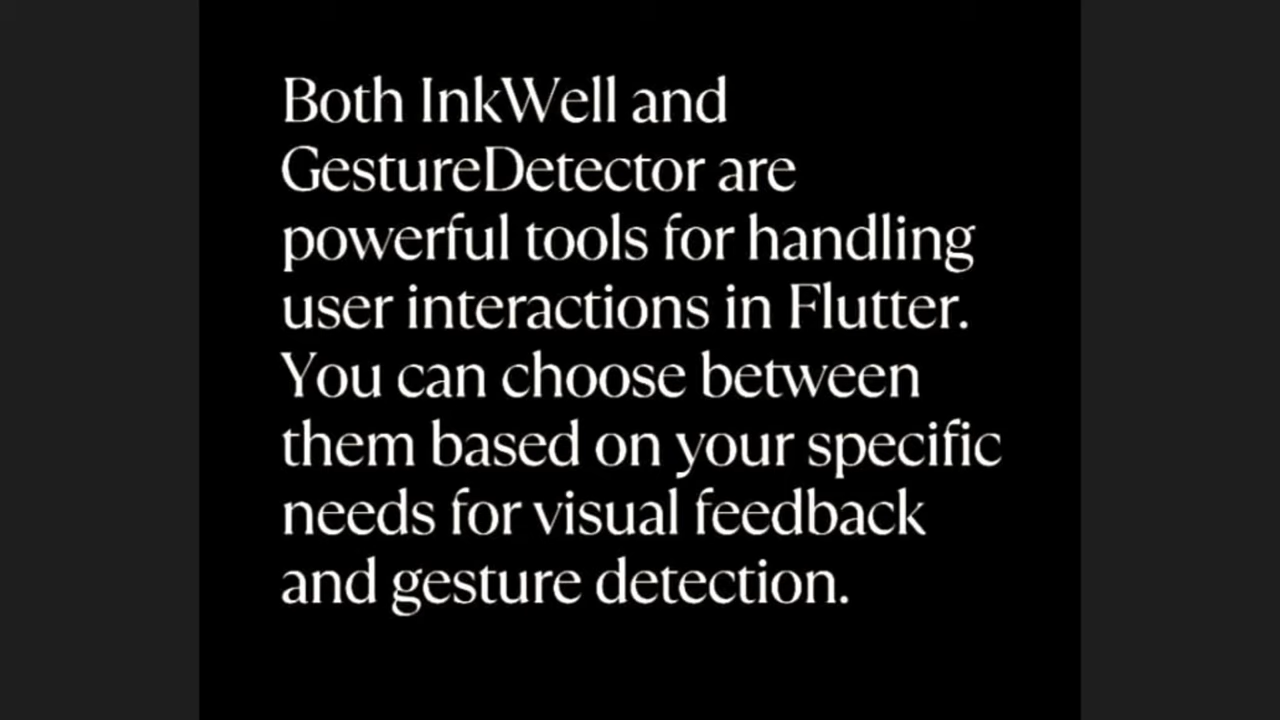 Both InkWell and
GestureDetector are
powerful tools for handling
user interactions in Flutter.
You can choose between
them based on your specific
needs for visual feedback
and gesture detection.